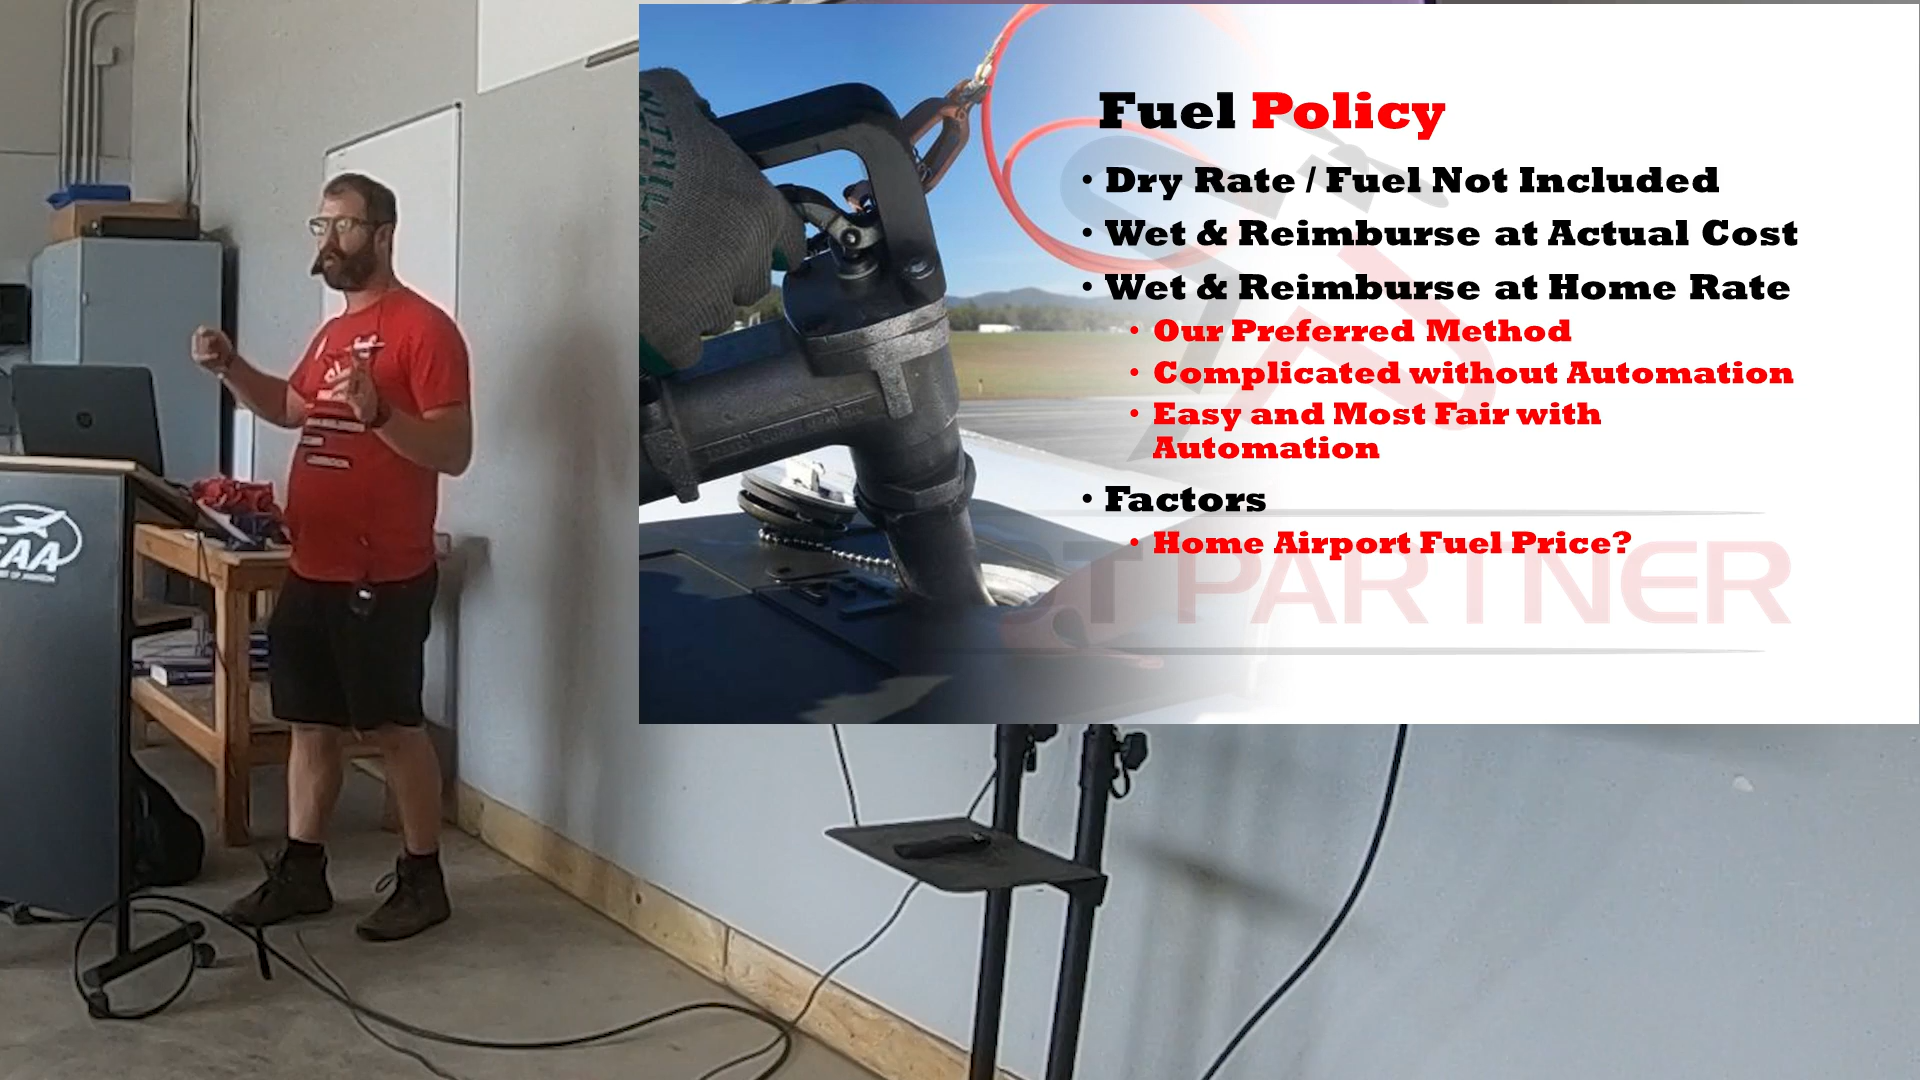 Fuel Policy
• Dry Rate / Fuel Not Included
• Wet & Reimburse at Actual Cost
• Wet & Reimburse at Home Rate
• Our Preferred Method
• Complicated without Automation
• Easy and Most Fair with
Automation
• Factors
• Home Airport Fuel Price?
PARTNER
EAA